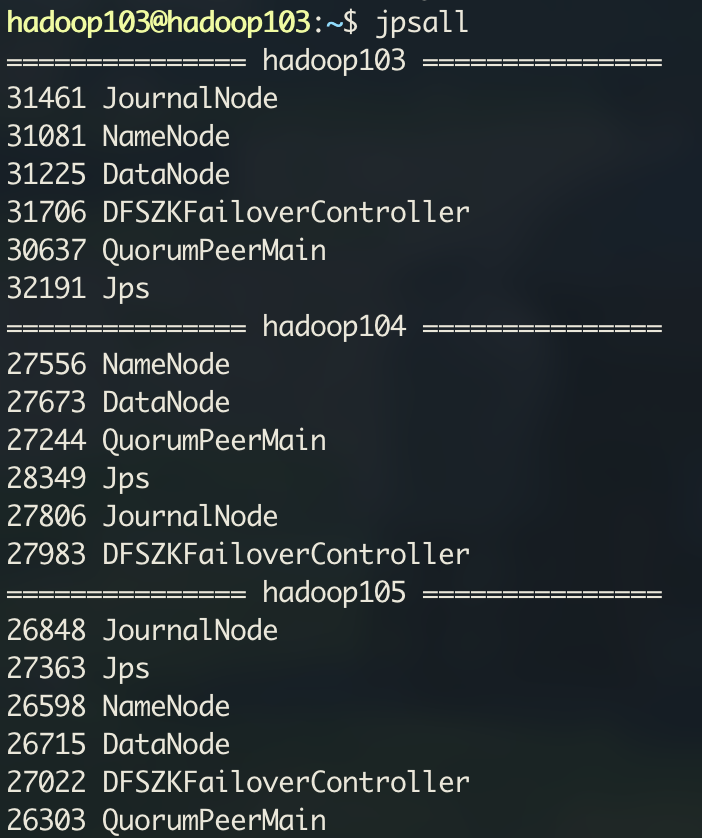 hadoop103@hadoop103:~$ jpsall
=============== hadoop103 ===============
31461 JournalNode
31081 NameNode
31225 DataNode
31706 DFSZKFailoverController
30637 QuorumPeerMain
32191 Jps
=============== hadoop104 ===============
27556 NameNode
27673 DataNode
27244 QuorumPeerMain
28349 Jps
27806 JournalNode
27983 DFSZKFailoverController
=============== hadoop105 ===============
26848 JournalNode
27363 Jps
26598 NameNode
26715 DataNode
27022 DFSZKFailoverController
26303 QuorumPeerMain